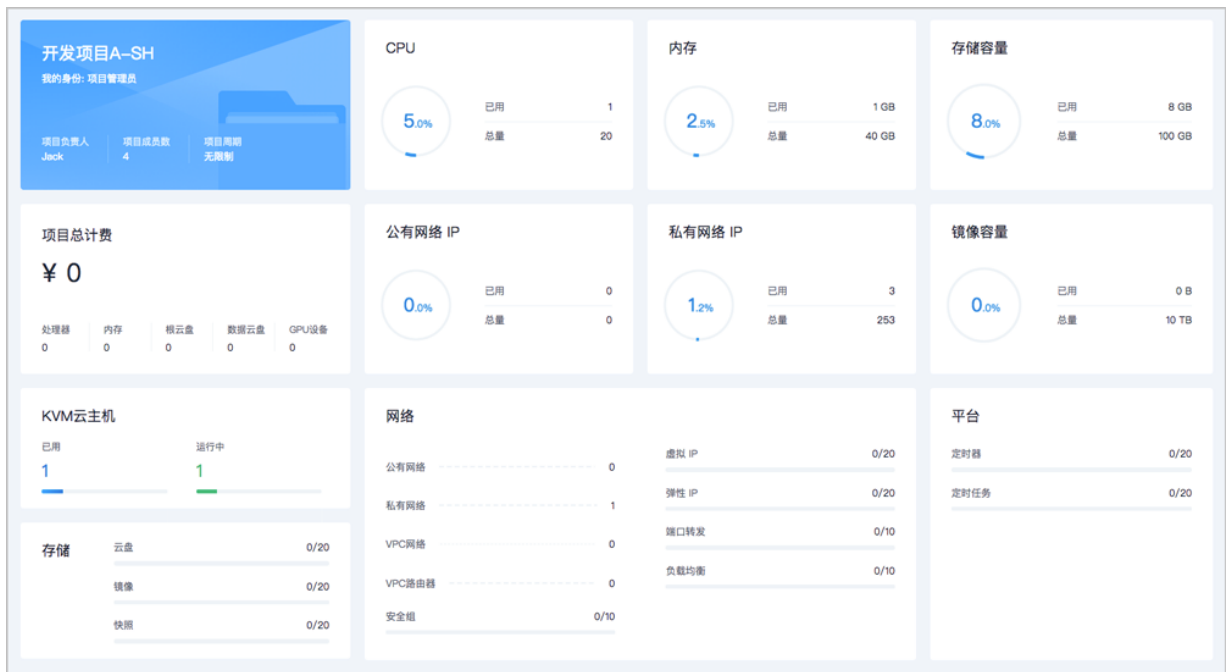 开发项目A-SH
我的身份: 项目管理员
项目负责人 项目成员数 项目周期
Jack 4 无限制
CPU
5.0%
已用 1
总量 20
内存
2.5%
已用 1 GB
总量 40 GB
存储容量
8.0%
已用 8 GB
总量 100 GB
项目总计费
¥ 0
处理器 内存 根云盘 数据云盘 GPU设备
0 0 0 0 0
公有网络 IP
0.0%
已用 0
总量 0
私有网络 IP
1.2%
已用 3
总量 253
镜像容量
0.0%
已用 0 B
总量 10 TB
KVM云主机
已用 运行中
1 1
存储
云盘 0/20
镜像 0/20
快照 0/20
网络
公有网络 0
私有网络 1
VPC网络 0
VPC路由器 0
安全组 0/10
虚拟 IP 0/20
弹性 IP 0/20
端口转发 0/10
负载均衡 0/10
平台
定时器 0/20
定时任务 0/20